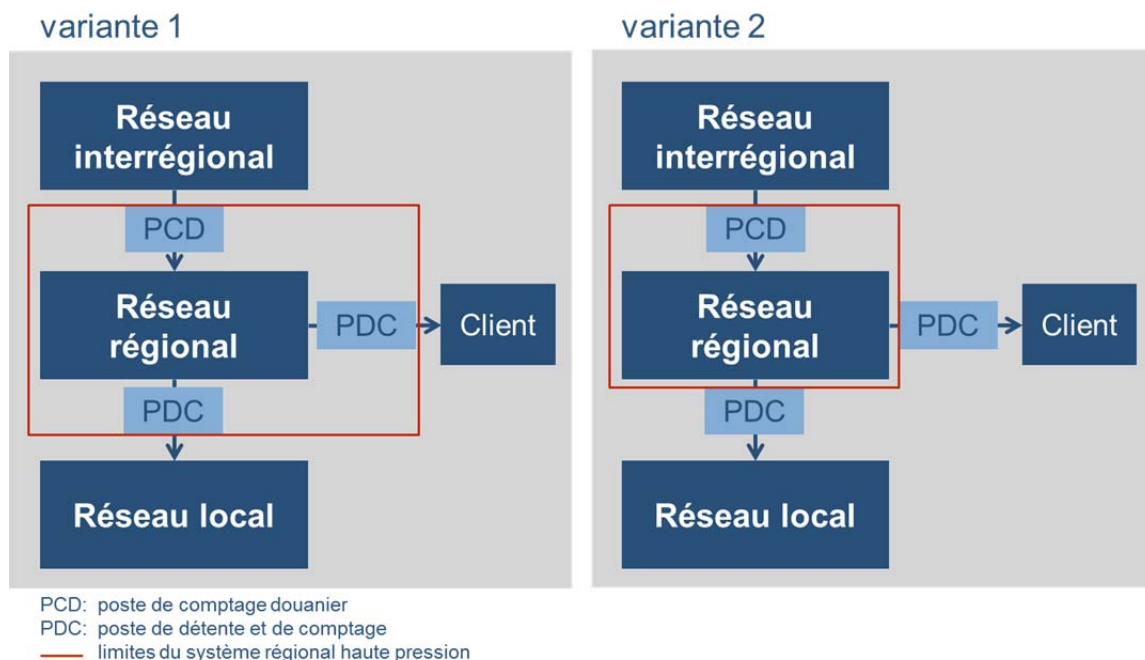 variante 1
Réseau
interrégional
PCD
Réseau
régional
PDC
Client
PDC
Réseau local
variante 2
Réseau
interrégional
PCD
Réseau
régional
PDC
Client
PDC
Réseau local
PCD: poste de comptage douanier
PDC: poste de détente et de comptage
limites du système régional haute pression